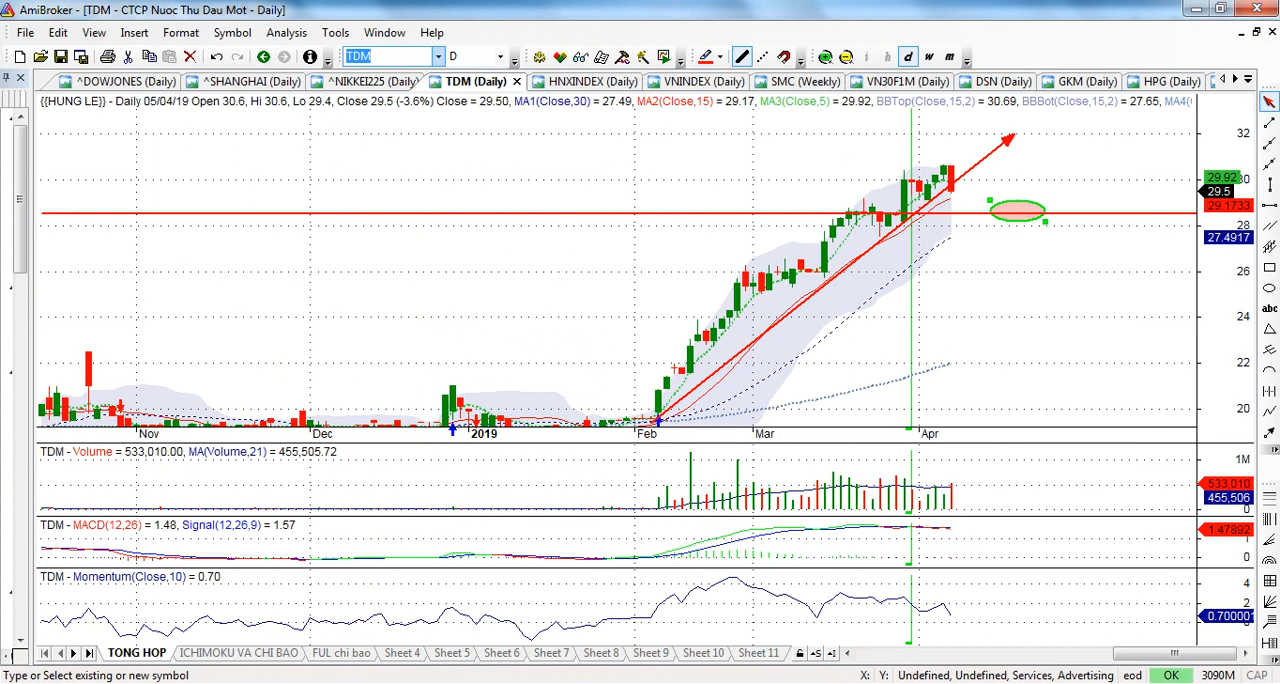 AmiBroker - [TDM - CTCP Nuoc Thu Dau Mot - Daily]
File Edit View Insert Format Symbol Analysis Tools Window Help
TDM D i h d w m
^DOWJONES (Daily) ^SHANGHAI (Daily) ^NIKKEI225 (Daily) TDM (Daily) HNXINDEX (Daily) VNINDEX (Daily) SMC (Weekly) VN30F1M (Daily) DSN (Daily) GKM (Daily) HPG (Daily)
{{HUNG LE}} - Daily 05/04/19 Open 30.6, Hi 30.6, Lo 29.4, Close 29.5 (-3.6%) Close = 29.50, MA1(Close,30) = 27.49, MA2(Close,15) = 29.17, MA3(Close,5) = 29.92, BBTop(Close,15,2) = 30.69, BBBot(Close,15,2) = 27.65, MA4(
32
29.92
30
29.5
29.1733
28
27.4917
26
24
22
20
abc
Nov Dec 2019 Feb Mar Apr
TDM - Volume = 533,010.00, MA(Volume,21) = 455,505.72
1M
533,010
455,506
0
TDM - MACD(12,26) = 1.48, Signal(12,26,9) = 1.57
1.47892
0
TDM - Momentum(Close,10) = 0.70
4
2
0.700001
TONG HOP ICHIMOKU VA CHI BAO FUL chi bao Sheet 4 Sheet 5 Sheet 6 Sheet 7 Sheet 8 Sheet 9 Sheet 10 Sheet 11
Type or Select existing or new symbol X: Y: Undefined, Undefined, Services, Advertising eod OK 3090M CAP